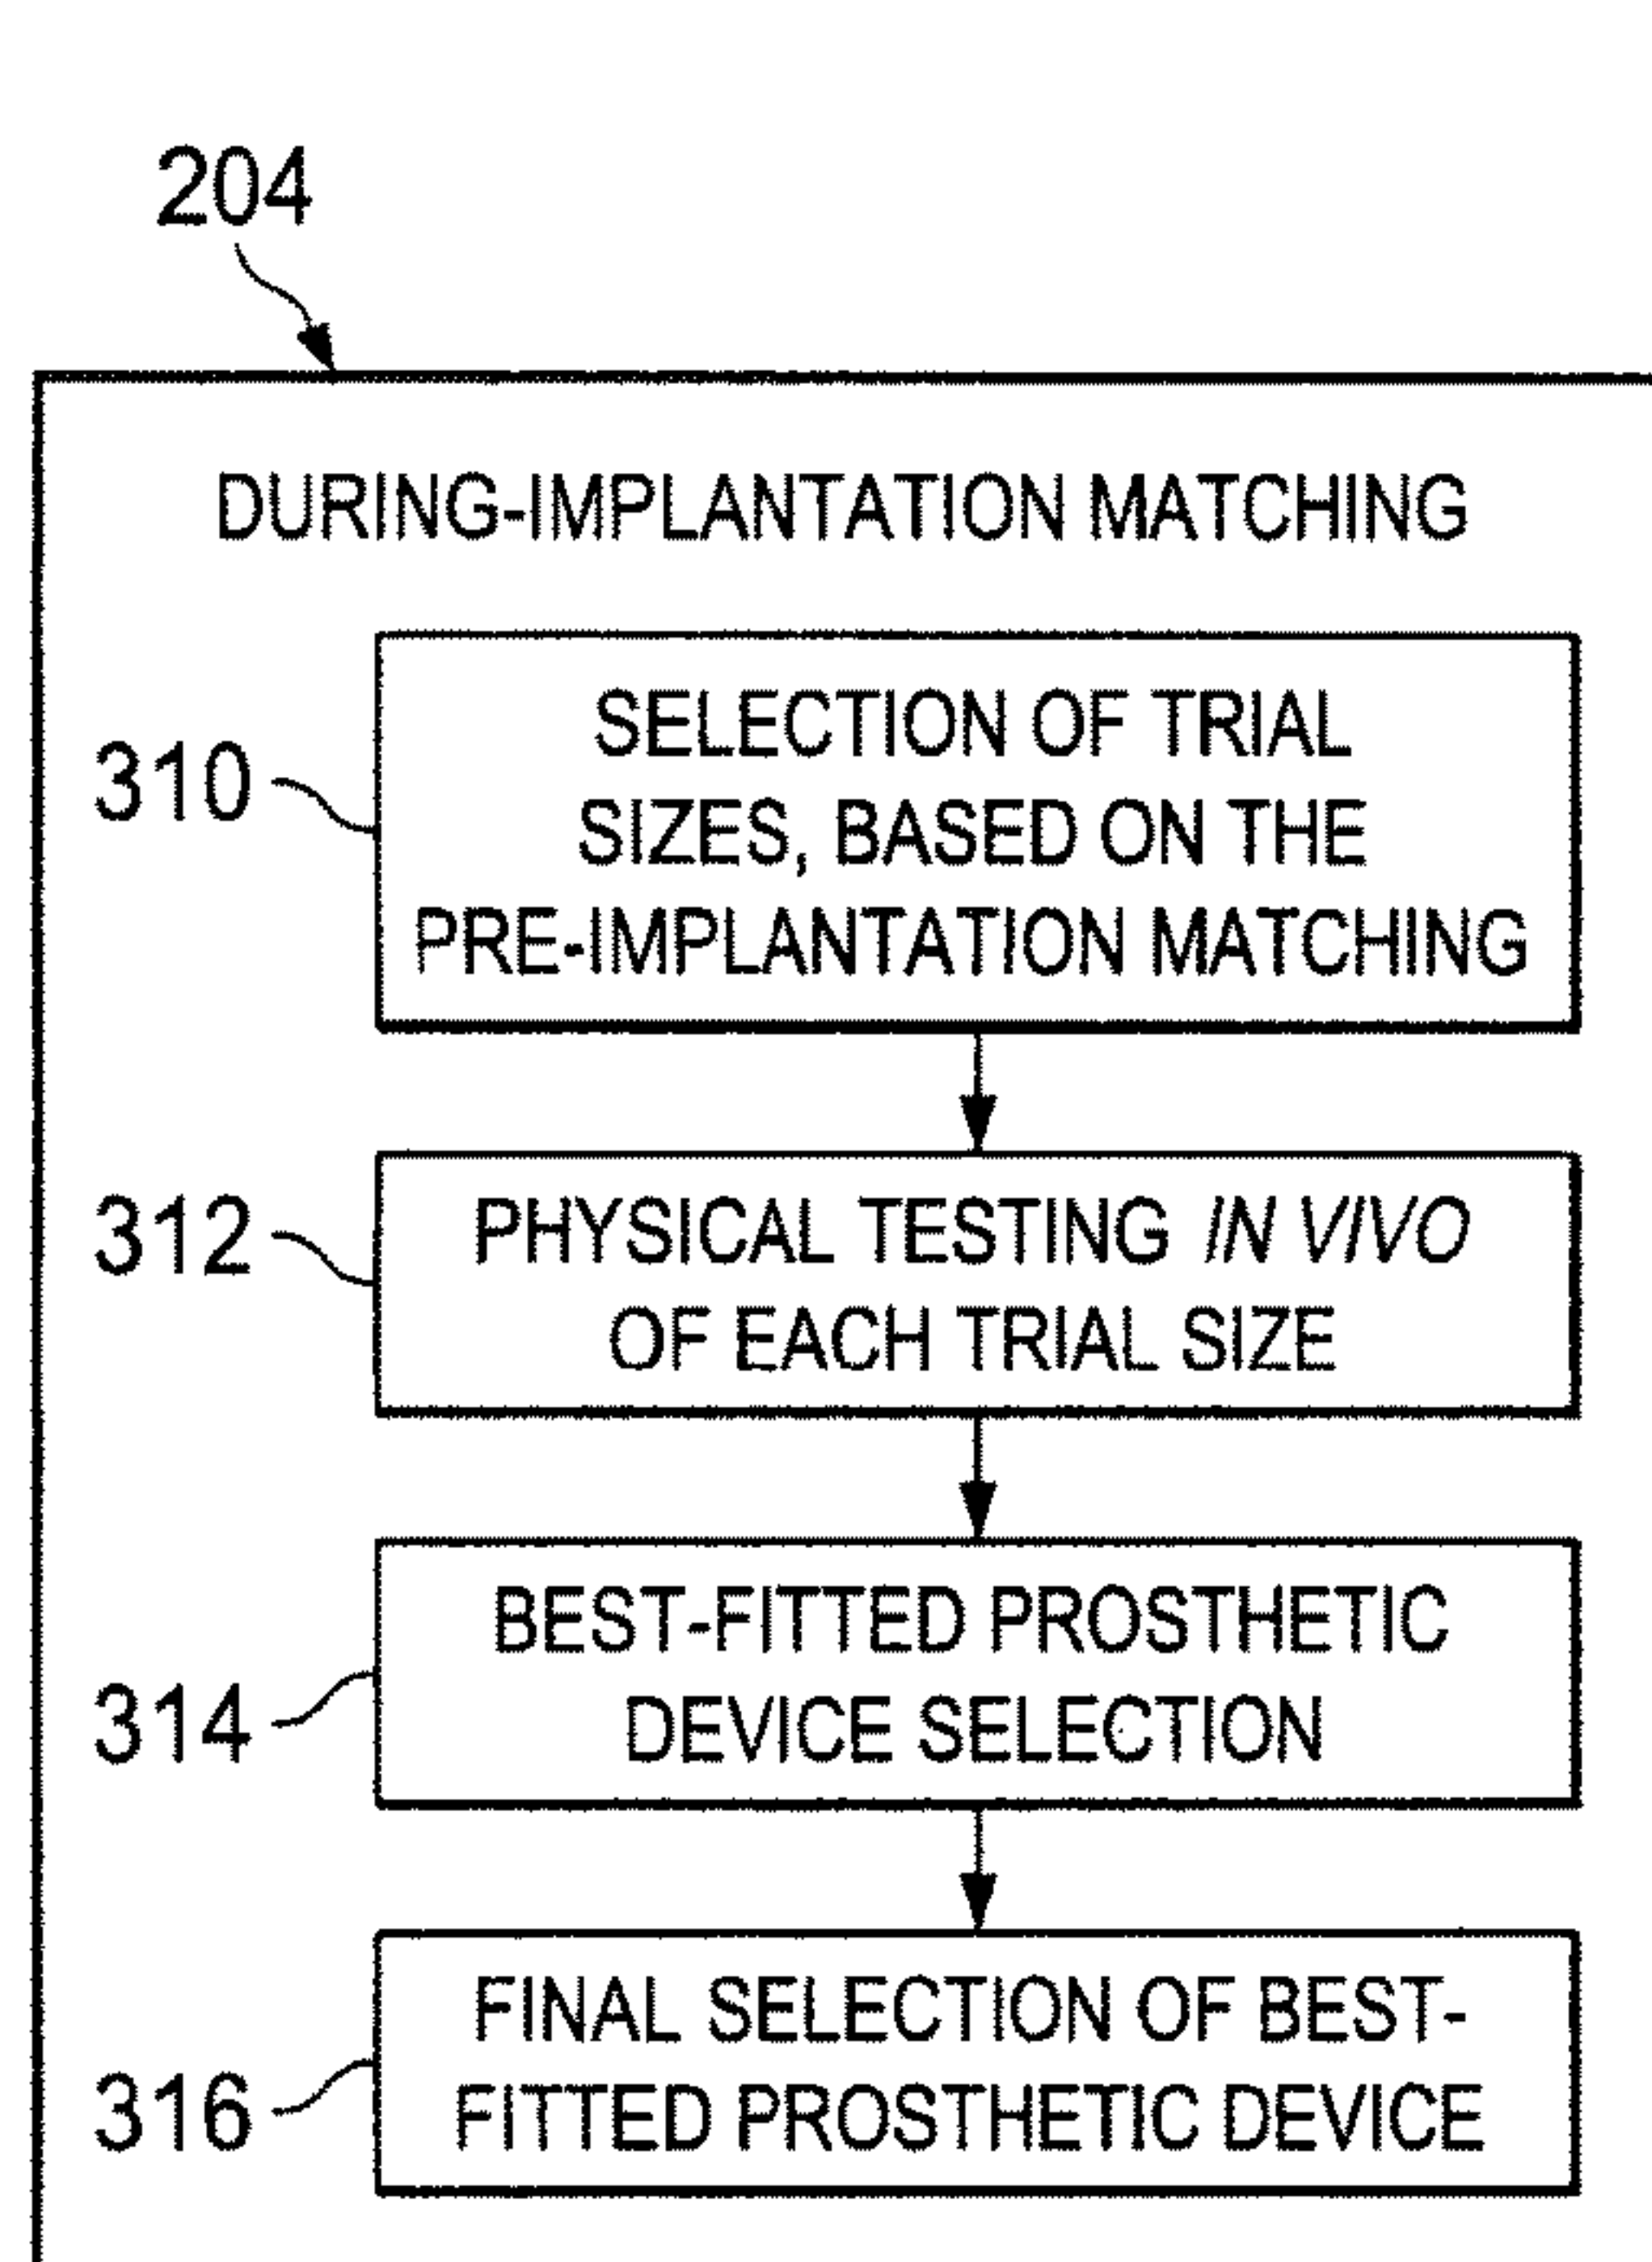 204
DURING-IMPLANTATION MATCHING
SELECTION OF TRIAL
SIZES, BASED ON THE
PRE-IMPLANTATION MATCHING
310
PHYSICAL TESTING IN VIVO
OF EACH TRIAL SIZE
312
BEST-FITTED PROSTHETIC
DEVICE SELECTION
314
FINAL SELECTION OF BEST-
FITTED PROSTHETIC DEVICE
316